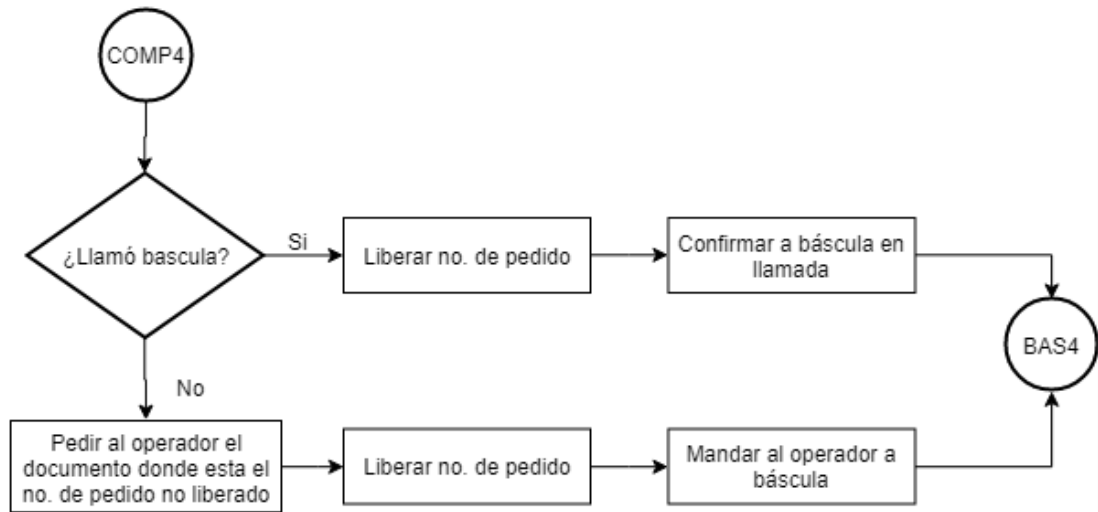 COMP4
¿Llamó bascula?
Si
Liberar no. de pedido
Confirmar a báscula en
llamada
BAS4
No
Pedir al operador el
documento donde esta el
no. de pedido no liberado
Liberar no. de pedido
Mandar al operador a
báscula